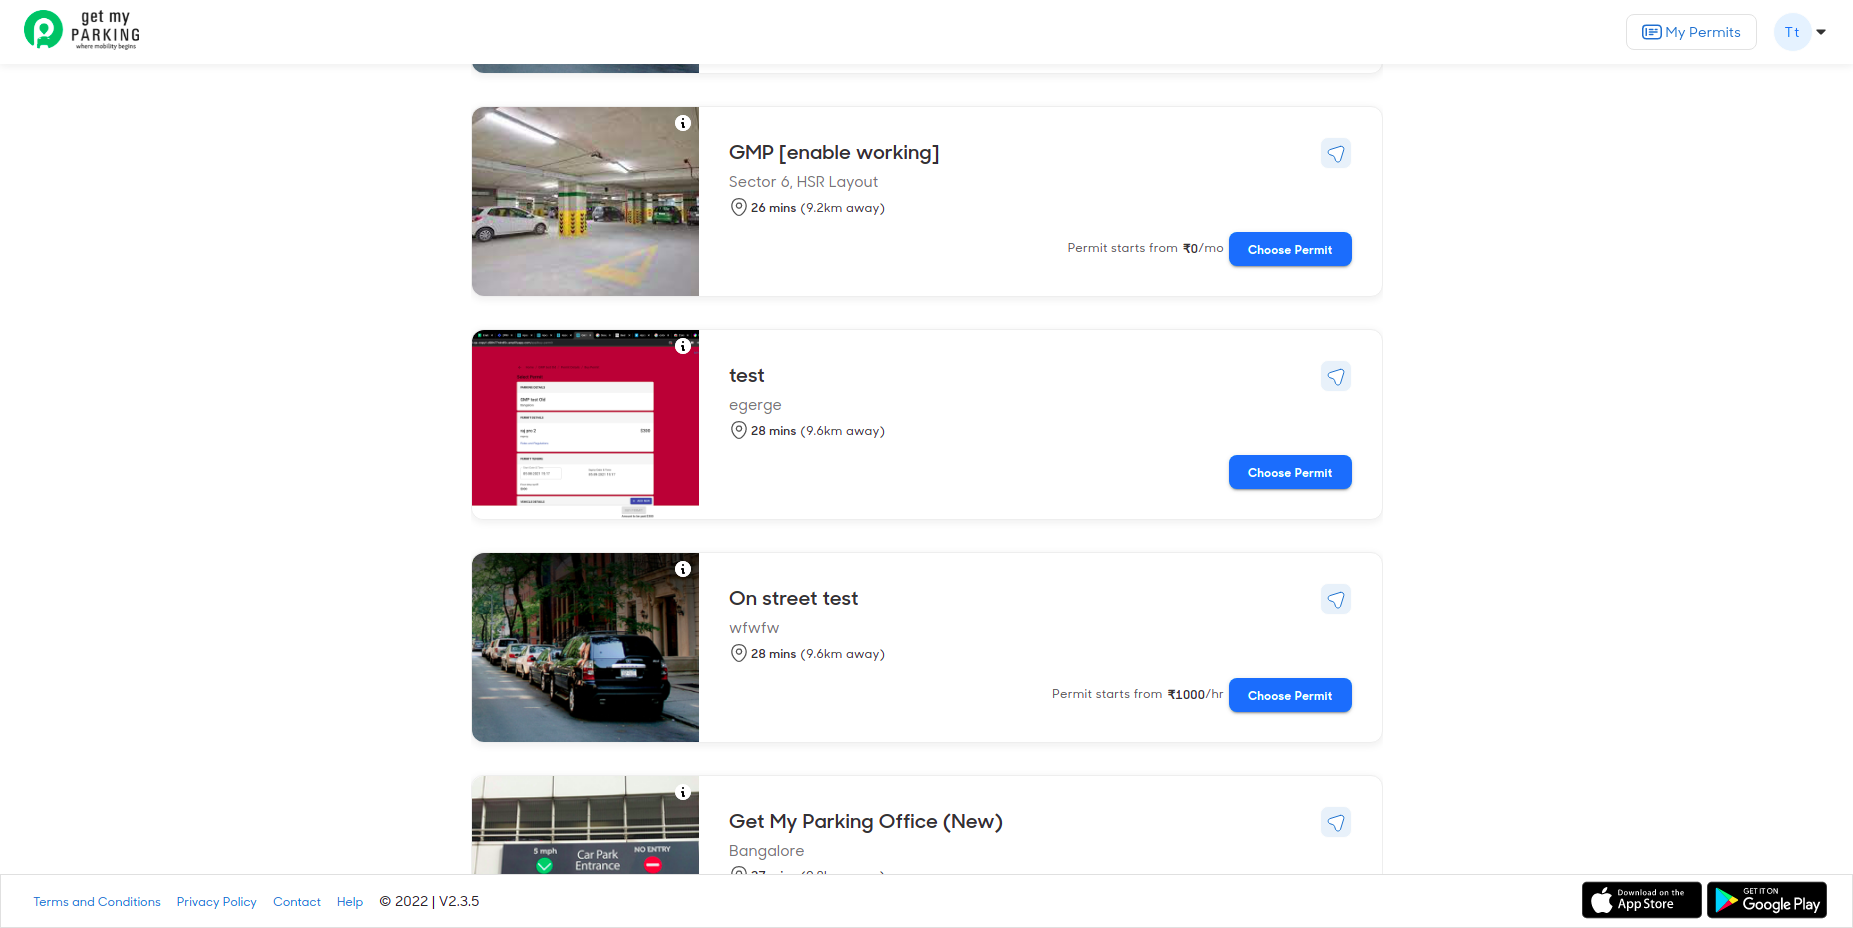 get my
PARKING
where mobility begins
My Permits
Tt
GMP [enable working]
Sector 6, HSR Layout
26 mins (9.2km away)
Permit starts from ₹0/mo
Choose Permit
test
egerge
28 mins (9.6km away)
Choose Permit
On street test
wfwfw
28 mins (9.6km away)
Permit starts from ₹1000/hr
Choose Permit
5 mph
Car Park
Entrance
NO ENTRY
Get My Parking Office (New)
Bangalore
Terms and Conditions
Privacy Policy
Contact
Help
© 2022 | V2.3.5
Download on the
App Store
GET IT ON
Google Play